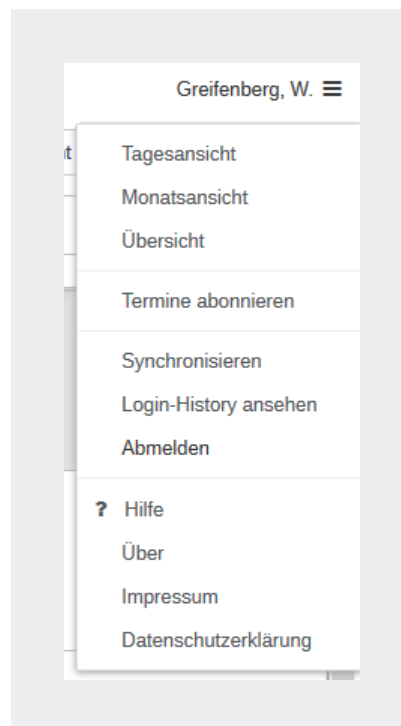 Greifenberg, W.
t
Tagesansicht
Monatsansicht
Übersicht
Termine abonnieren
Synchronisieren
Login-History ansehen
Abmelden
? Hilfe
Über
Impressum
Datenschutzerklärung